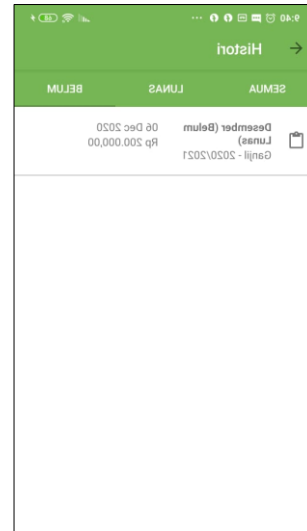 9:40
Histori
SEMUA LUNAS BELUM
Desember (Belum Lunas) 06 Dec 2020
Ganjil - 2020/2021 Rp 200.000,00